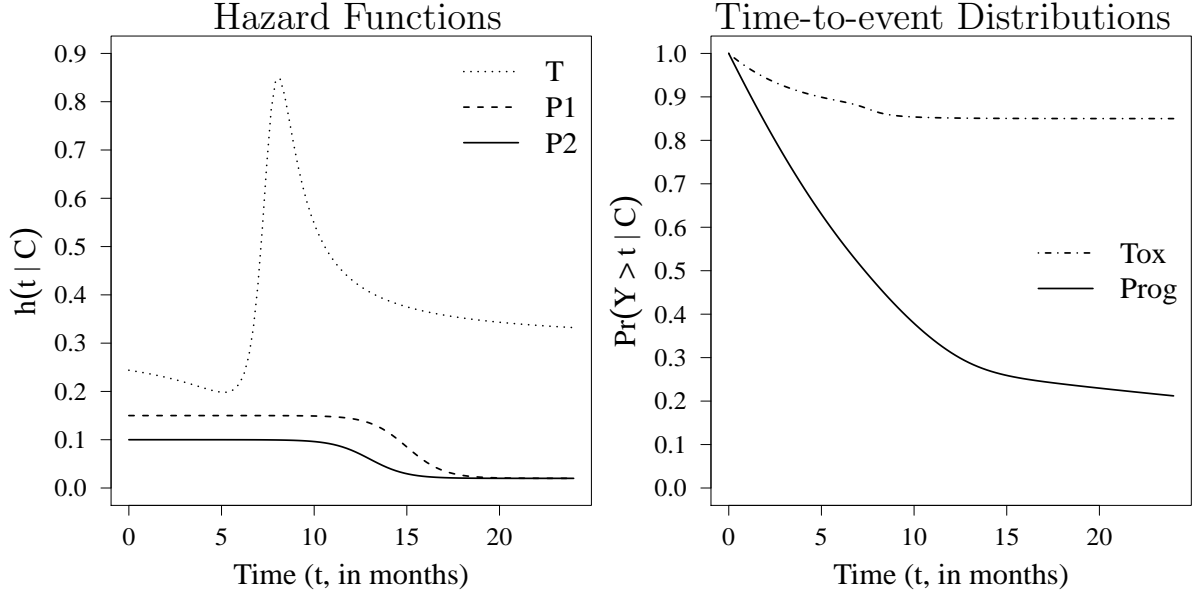 Hazard Functions
h(t | C)
0.9
0.8
0.7
0.6
0.5
0.4
0.3
0.2
0.1
0.0
T
P1
P2
0 5 10 15 20
Time (t, in months)
Time-to-event Distributions
Pr(Y > t | C)
1.0
0.9
0.8
0.7
0.6
0.5
0.4
0.3
0.2
0.1
0.0
Tox
Prog
0 5 10 15 20
Time (t, in months)